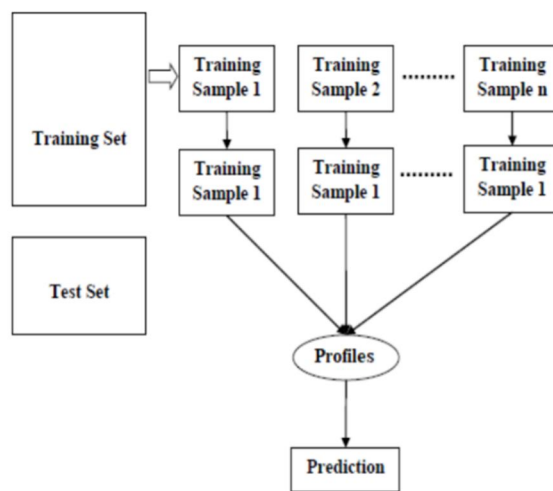 Training
Sample 1
Training
Sample 2
.........
Training
Sample n
Training Set
Training
Sample 1
Training
Sample 1
.........
Training
Sample 1
Test Set
Profiles
Prediction